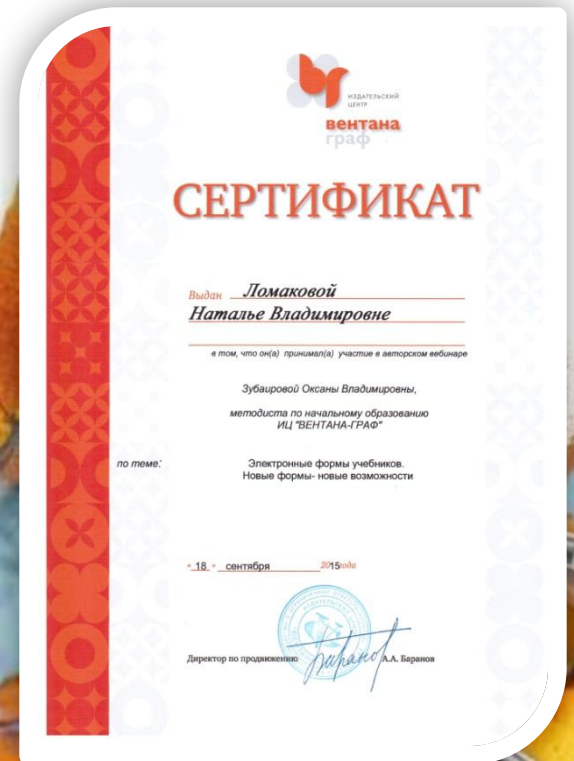 ИЗДАТЕЛЬСКИЙ
ЦЕНТР
вентана
граф
СЕРТИФИКАТ
Выдан Ломаковой
Наталье Владимировне
в том, что он(а) принимал(а) участие в авторском вебинаре
Зубаировой Оксаны Владимировны,
методиста по начальному образованию
ИЦ "ВЕНТАНА-ГРАФ"
по теме: Электронные формы учебников.
Новые формы- новые возможности
« 18 » сентября 2015года
Директор по продвижению А.А. Баранов